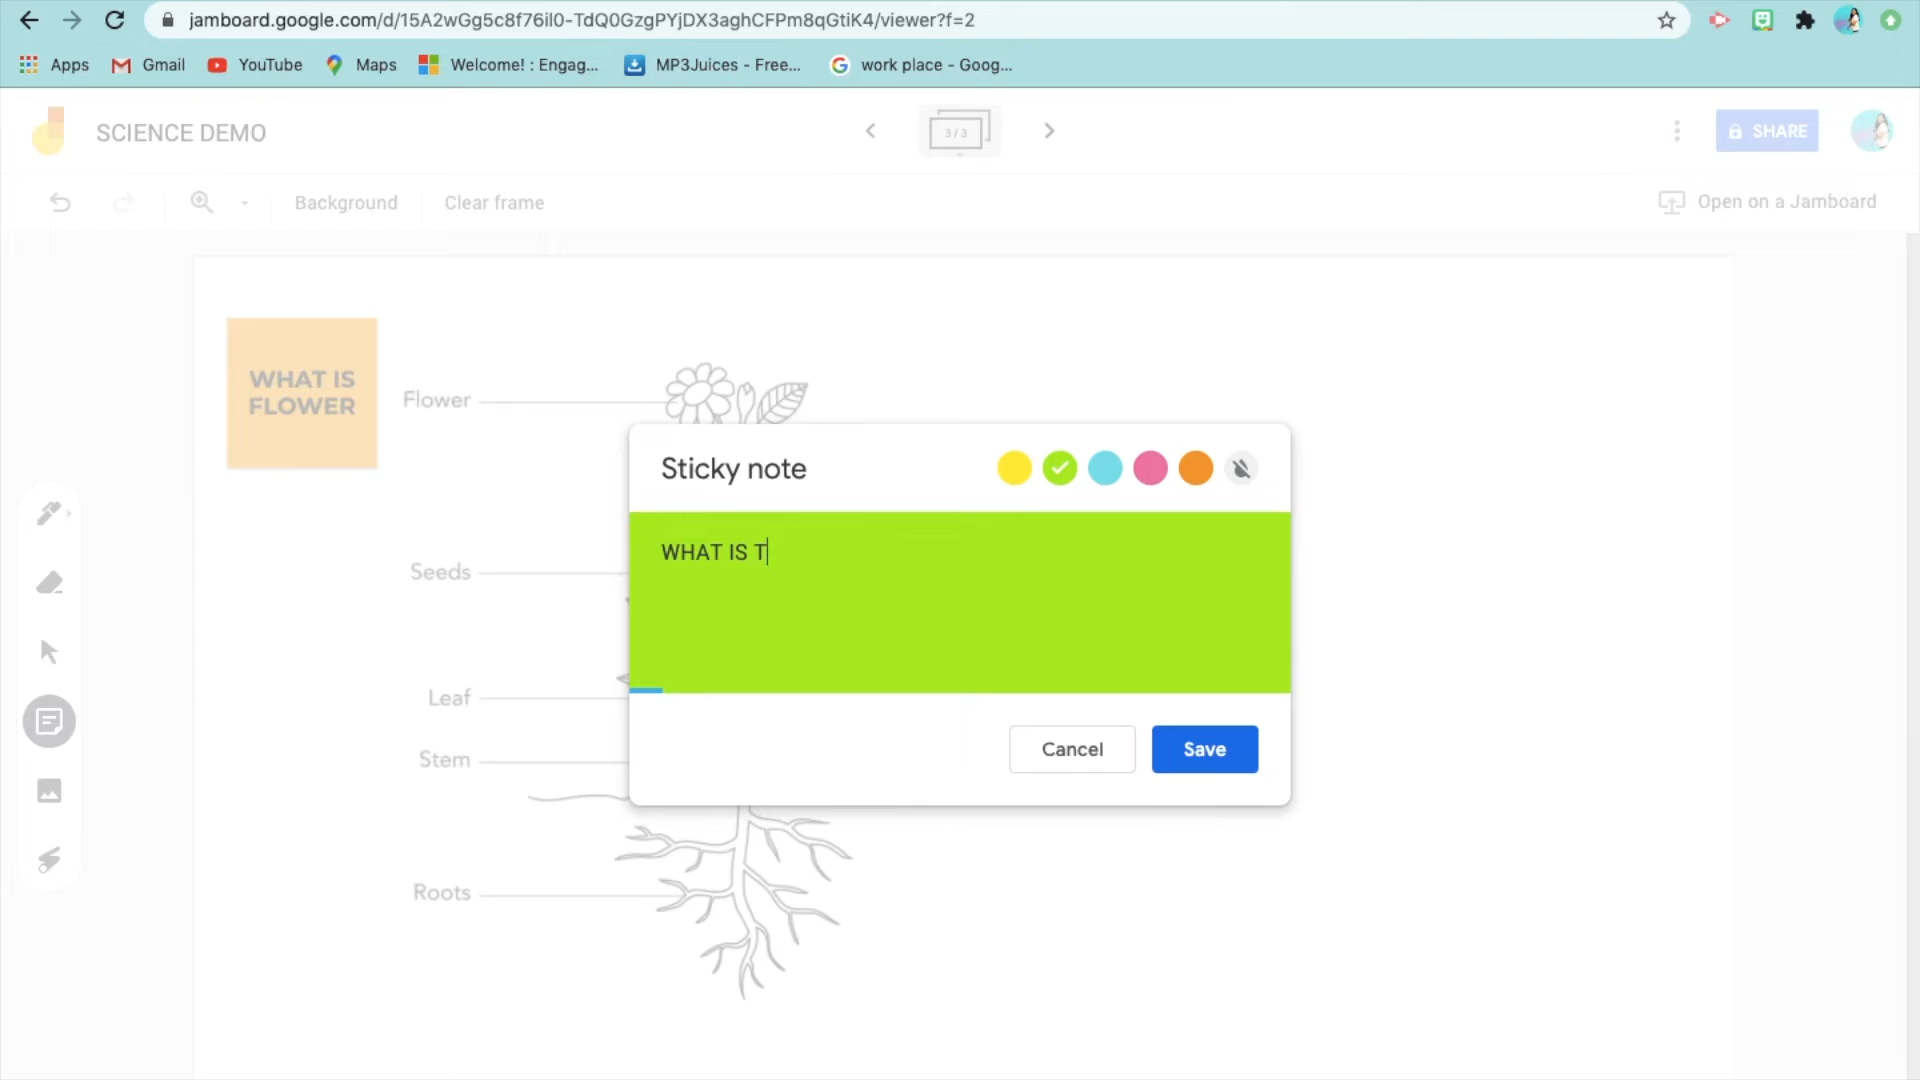 jamboard.google.com/d/15A2wGg5c8f76il0-TdQ0GzgPYjDX3aghCFPm8qGtiK4/viewer?f=2
Apps Gmail YouTube Maps Welcome! : Engag... MP3Juices - Free... work place - Goog...
SCIENCE DEMO 3 / 3 SHARE
Background Clear frame Open on a Jamboard
WHAT IS
FLOWER
Flower
Sticky note
WHAT IS T
Seeds
Leaf
Stem
Cancel Save
Roots